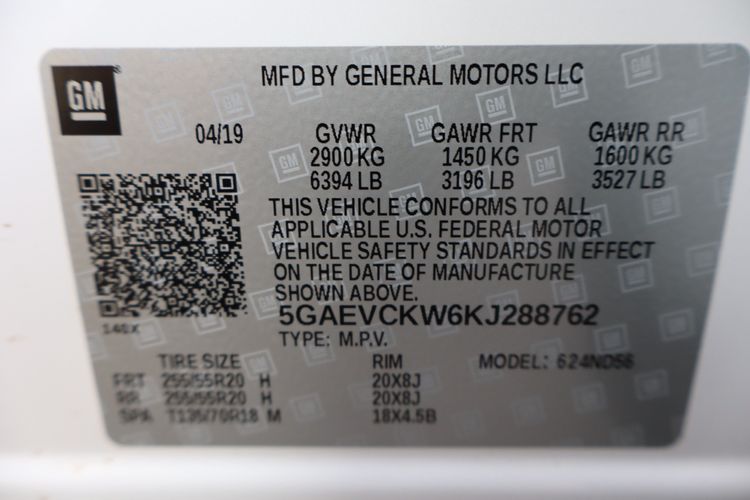 GM
MFD BY GENERAL MOTORS LLC
04/19 GVWR GAWR FRT GAWR RR
2900 KG 1450 KG 1600 KG
6394 LB 3196 LB 3527 LB
THIS VEHICLE CONFORMS TO ALL
APPLICABLE U.S. FEDERAL MOTOR
VEHICLE SAFETY STANDARDS IN EFFECT
ON THE DATE OF MANUFACTURE
SHOWN ABOVE.
5GAEVCKW6KJ288762
TYPE: M.P.V.
TIRE SIZE RIM MODEL:
FRT 255/55R20 H 20X8J
RR 255/55R20 H 20X8J
SPA T135/70R18 M 18X4.5B